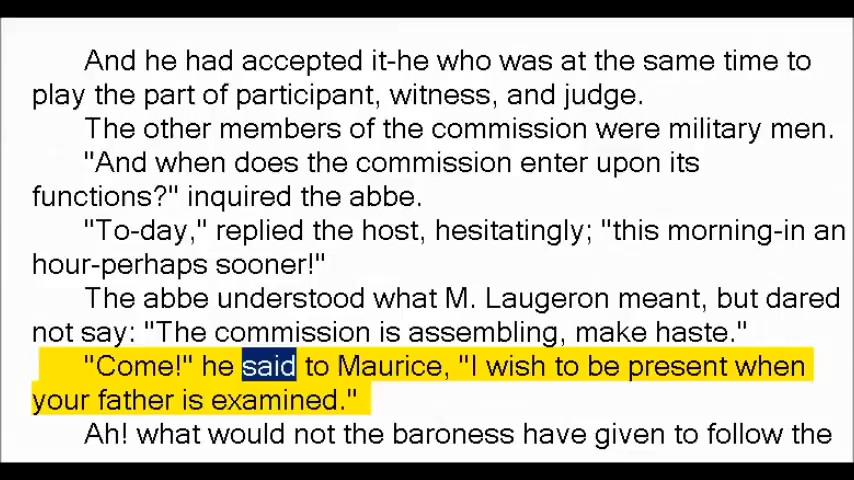 And he had accepted it-he who was at the same time to
play the part of participant, witness, and judge.
The other members of the commission were military men.
"And when does the commission enter upon its
functions?" inquired the abbe.
"To-day," replied the host, hesitatingly; "this morning-in an
hour-perhaps sooner!"
The abbe understood what M. Laugeron meant, but dared
not say: "The commission is assembling, make haste."
"Come!" he said to Maurice, "I wish to be present when
your father is examined."
Ah! what would not the baroness have given to follow the